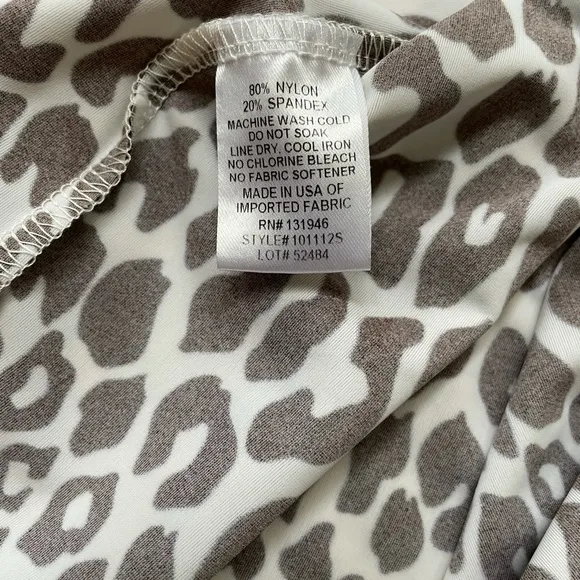 80% NYLON
20% SPANDEX
MACHINE WASH COLD
DO NOT SOAK
LINE DRY. COOL IRON
NO CHLORINE BLEACH
NO FABRIC SOFTENER
MADE IN USA OF
IMPORTED FABRIC
RN# 131946
STYLE#101112S
LOT# 52484